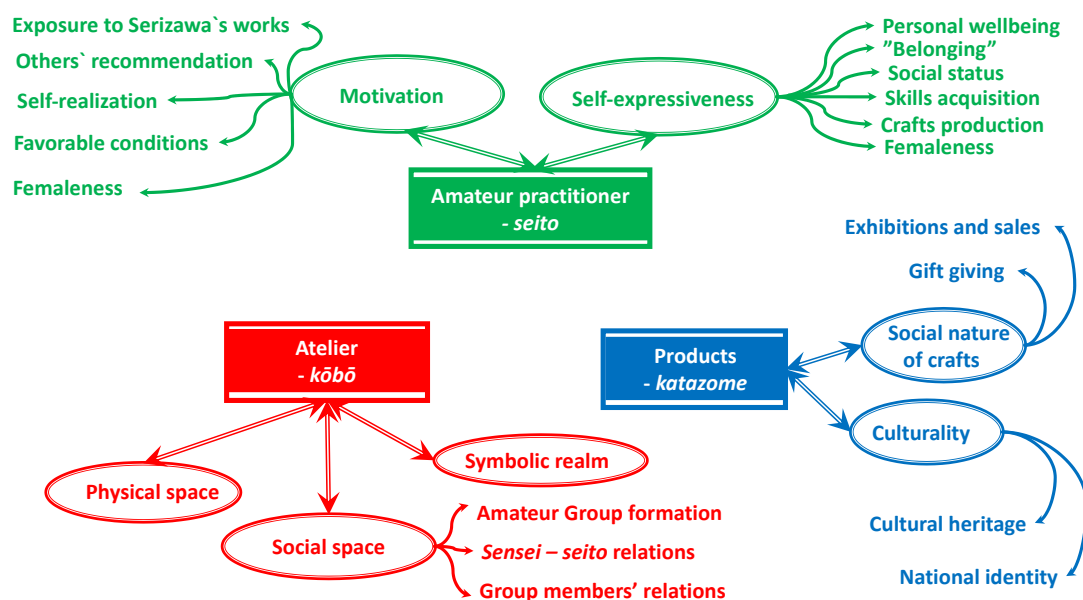 Exposure to Serizawa`s works
Others` recommendation
Self-realization
Favorable conditions
Femaleness
Motivation
Self-expressiveness
Personal wellbeing
”Belonging”
Social status
Skills acquisition
Crafts production
Femaleness
Amateur practitioner
- seito
Exhibitions and sales
Gift giving
Social nature
of crafts
Products
- katazome
Culturality
Cultural heritage
National identity
Atelier
- kōbō
Physical space
Symbolic realm
Social space
Amateur Group formation
Sensei – seito relations
Group members’ relations